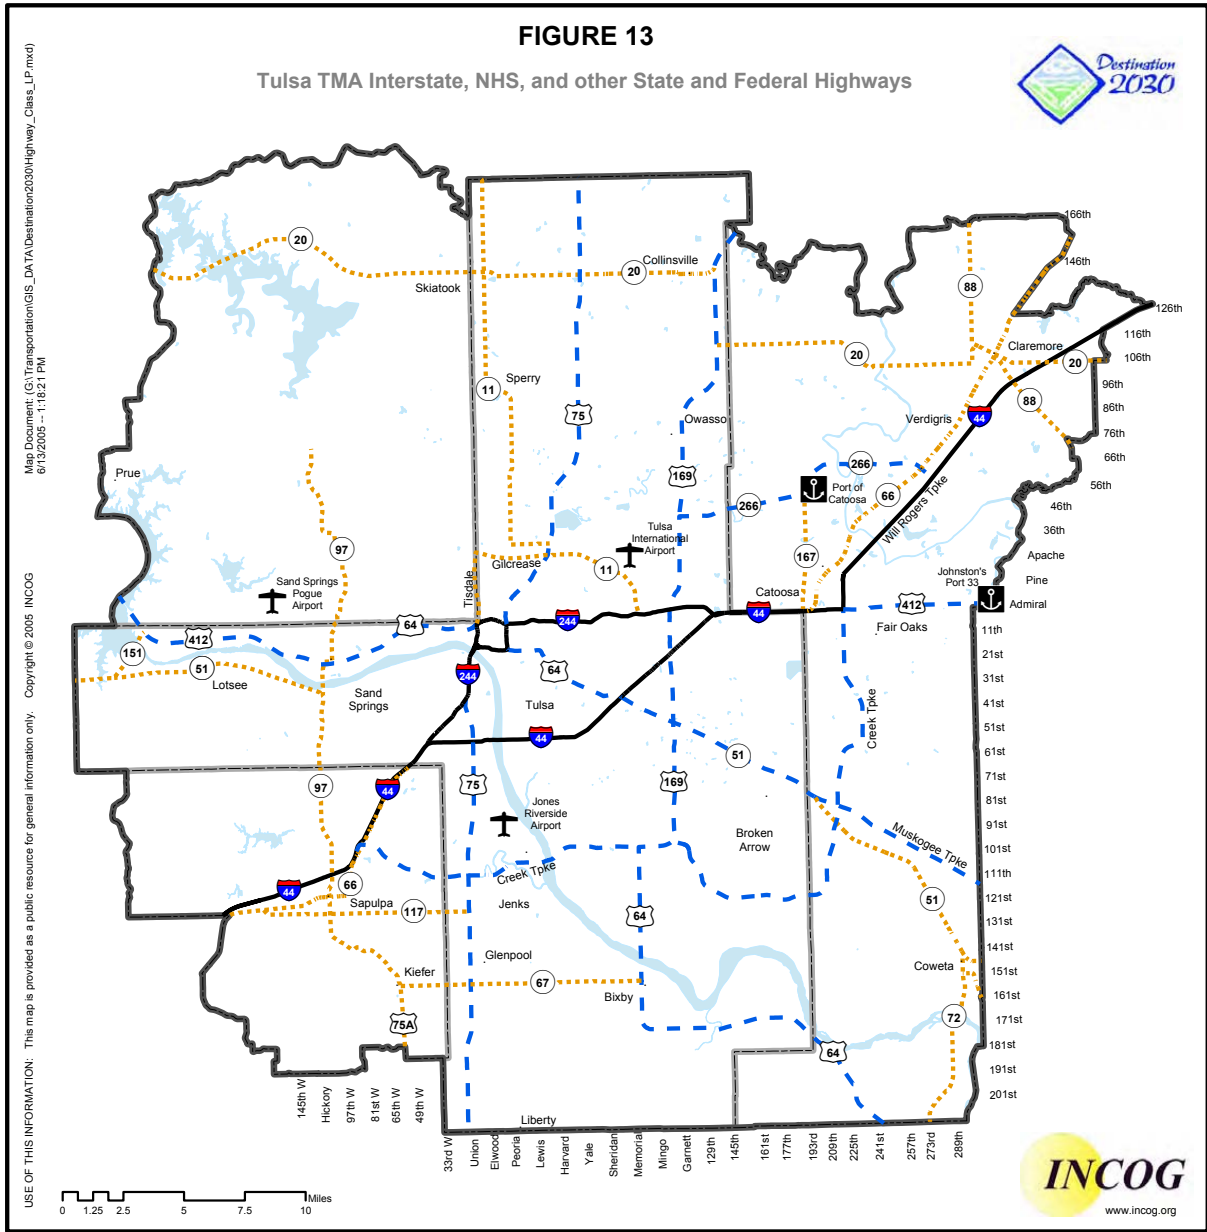 FIGURE 13
Tulsa TMA Interstate, NHS, and other State and Federal Highways
Destination
2030
Map Document: (G:\Transportation\GIS_DATA\Destination2030\Highway_Class_LP.mxd)
6/13/2005 -- 1:18:21 PM
Copyright © 2005 INCOG
USE OF THIS INFORMATION: This map is provided as a public resource for general information only.
166th
146th
126th
116th
106th
96th
86th
76th
66th
56th
46th
36th
Apache
Pine
Admiral
11th
21st
31st
41st
51st
61st
71st
81st
91st
101st
111th
121st
131st
141st
151st
161st
171st
181st
191st
201st
20
Skiatook
Collinsville
20
88
Claremore
20
20
88
44
Verdigris
Sperry
11
75
Owasso
169
Prue
266
266
Port of
Catoosa
66
Will Rogers Tpke
97
Tulsa
International
Airport
Gilcrease
11
Tisdale
167
Johnston's
Port 33
Sand Springs
Pogue
Airport
Catoosa
44
412
Fair Oaks
244
64
412
151
51
Lotsee
Sand
Springs
244
64
Tulsa
44
51
Creek Tpke
97
44
75
169
Jones
Riverside
Airport
Broken
Arrow
Muskogee Tpke
Creek Tpke
44
66
Sapulpa
117
Jenks
64
51
Glenpool
Kiefer
67
Bixby
Coweta
75A
72
64
Liberty
145th W
Hickory
97th W
81st W
65th W
49th W
33rd W
Union
Elwood
Peoria
Lewis
Harvard
Yale
Sheridan
Memorial
Mingo
Garnett
129th
145th
161st
177th
193rd
209th
225th
241st
257th
273rd
289th
Miles
0 1.25 2.5 5 7.5 10
INCOG
www.incog.org